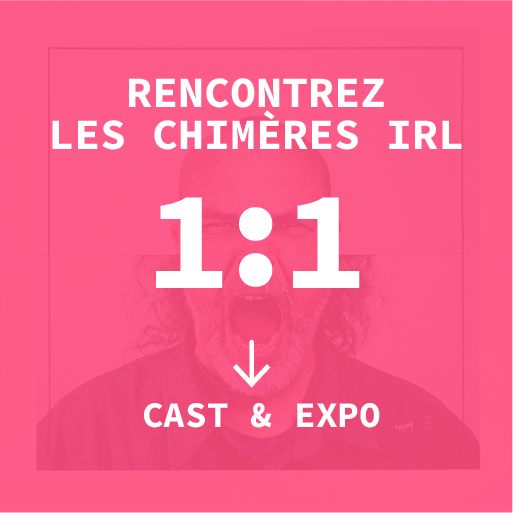 RENCONTREZ
LES CHIMÈRES IRL
1:1
↓
CAST & EXPO